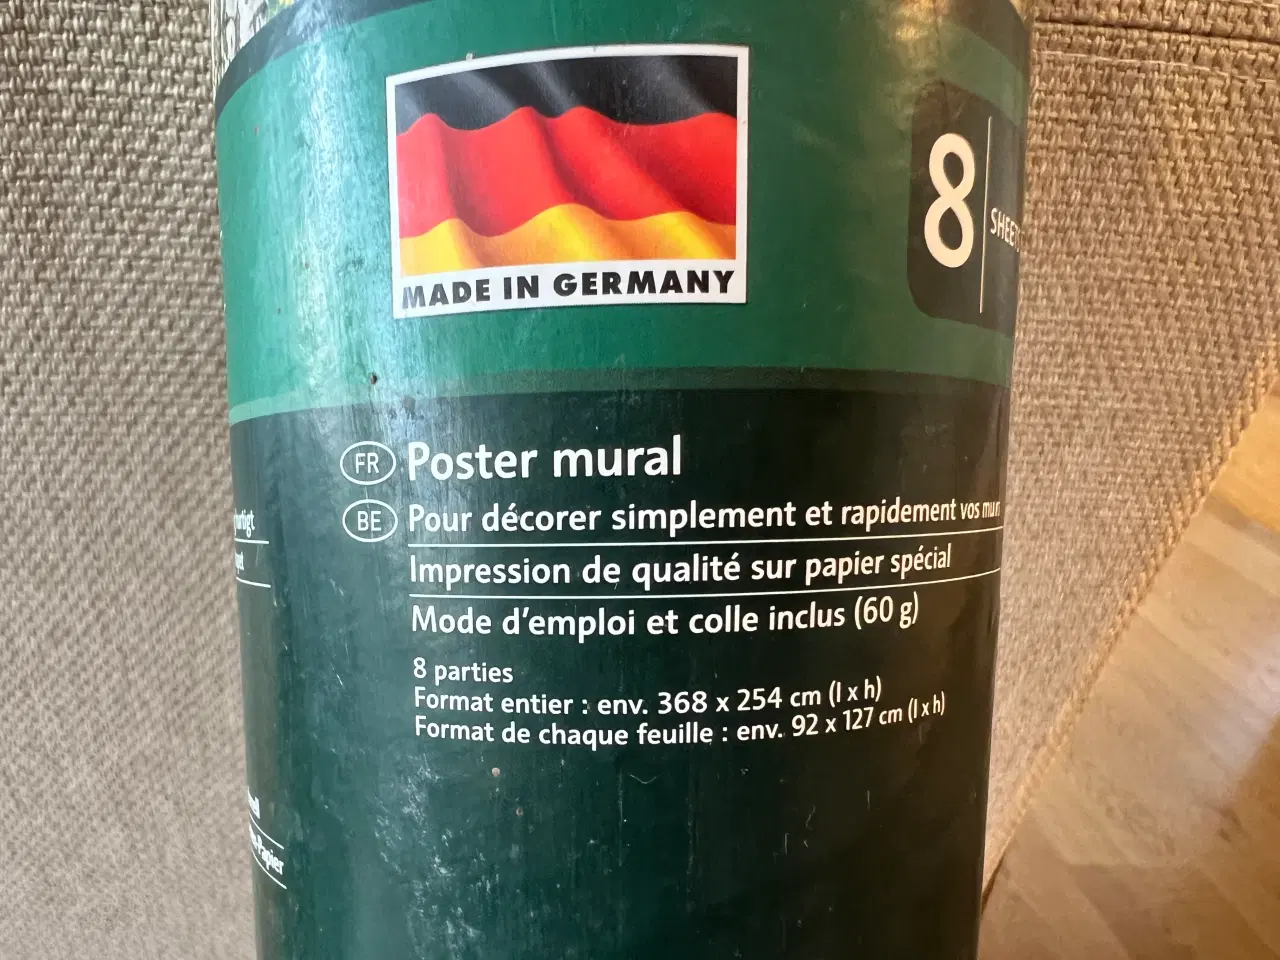 MADE IN GERMANY
8
SHEETS
FR
Poster mural
BE
Pour décorer simplement et rapidement vos
Impression de qualité sur papier spécial
Mode d'emploi et colle inclus (60 g)
8 parties
Format entier : env. 368 x 254 cm (l x h)
Format de chaque feuille : env. 92 x 127 cm (l x h)